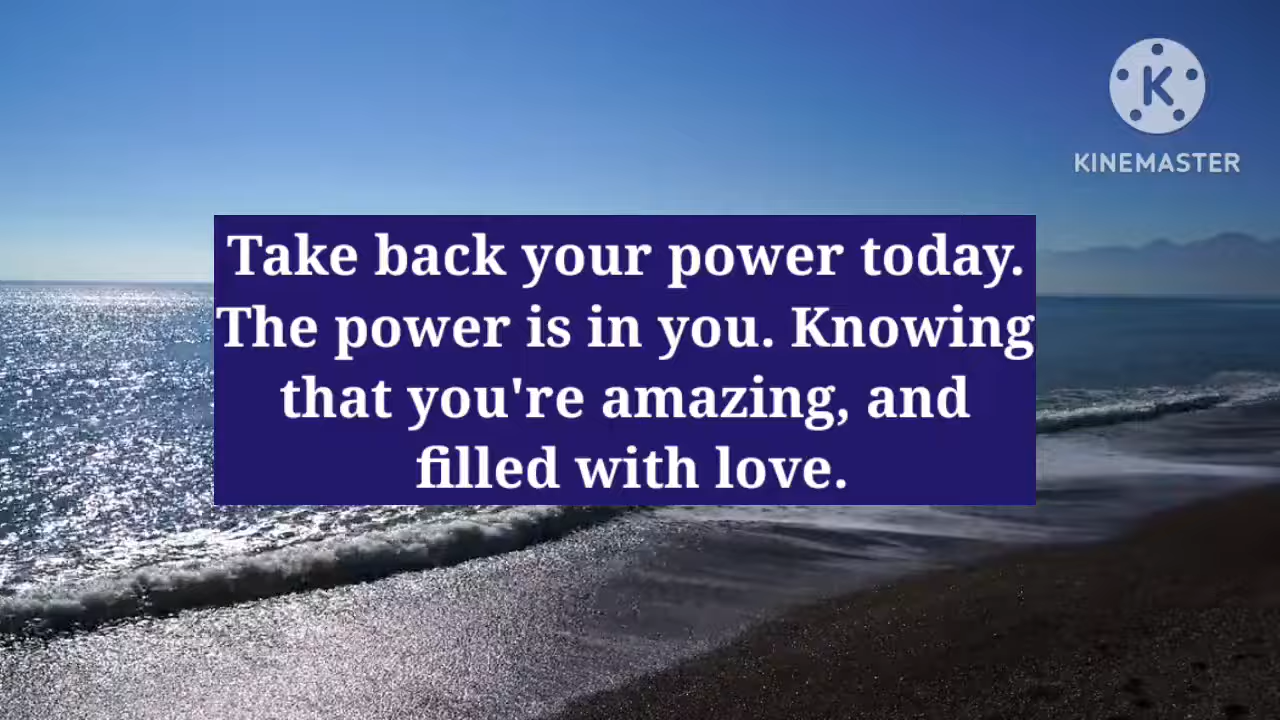 K
KINEMASTER
Take back your power today.
The power is in you. Knowing
that you're amazing, and
filled with love.